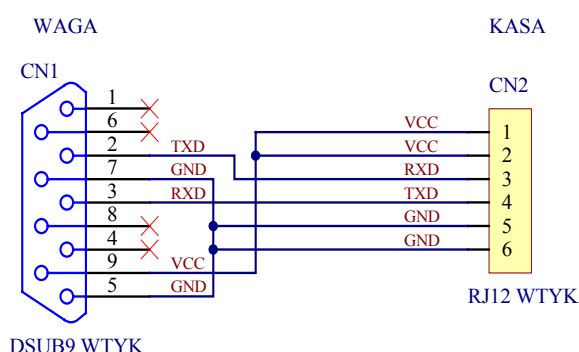 WAGA
KASA
CN1
CN2
1
6
2 TXD
7 GND
3 RXD
8
4
9 VCC
5 GND
VCC 1
VCC 2
RXD 3
TXD 4
GND 5
GND 6
RJ12 WTYK
DSUB9 WTYK